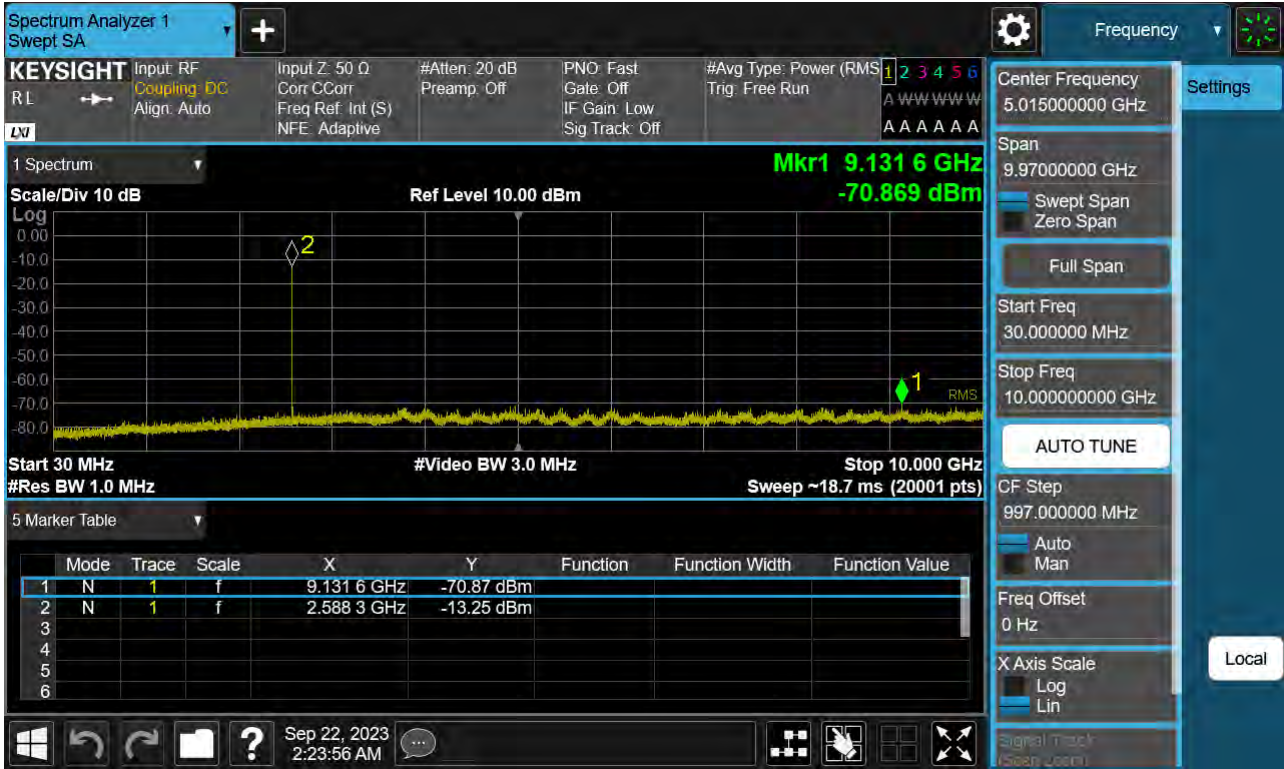 Spectrum Analyzer 1
Swept SA
+
Frequency
KEYSIGHT
RL
LXI
Input: RF
Coupling: DC
Align: Auto
Input Z: 50 Ω
Corr CCorr
Freq Ref: Int (S)
NFE: Adaptive
#Atten: 20 dB
Preamp: Off
PNO: Fast
Gate: Off
IF Gain: Low
Sig Track: Off
#Avg Type: Power (RMS
Trig: Free Run
1 2 3 4 5 6
A W W W W W
A A A A A A
1 Spectrum
Scale/Div 10 dB
Ref Level 10.00 dBm
Mkr1 9.131 6 GHz
-70.869 dBm
Log
0.00
-10.0
-20.0
-30.0
-40.0
-50.0
-60.0
-70.0
-80.0
2
1
RMS
Start 30 MHz
#Video BW 3.0 MHz
Stop 10.000 GHz
#Res BW 1.0 MHz
Sweep ~18.7 ms (20001 pts)
5 Marker Table
Mode Trace Scale X Y Function Function Width Function Value
1 N 1 f 9.131 6 GHz -70.87 dBm
2 N 1 f 2.588 3 GHz -13.25 dBm
3
4
5
6
Center Frequency
5.015000000 GHz
Settings
Span
9.97000000 GHz
Swept Span
Zero Span
Full Span
Start Freq
30.000000 MHz
Stop Freq
10.000000000 GHz
AUTO TUNE
CF Step
997.000000 MHz
Auto
Man
Freq Offset
0 Hz
X Axis Scale
Log
Lin
Signal Track
(Span Zoom)
Local
?
Sep 22, 2023
2:23:56 AM